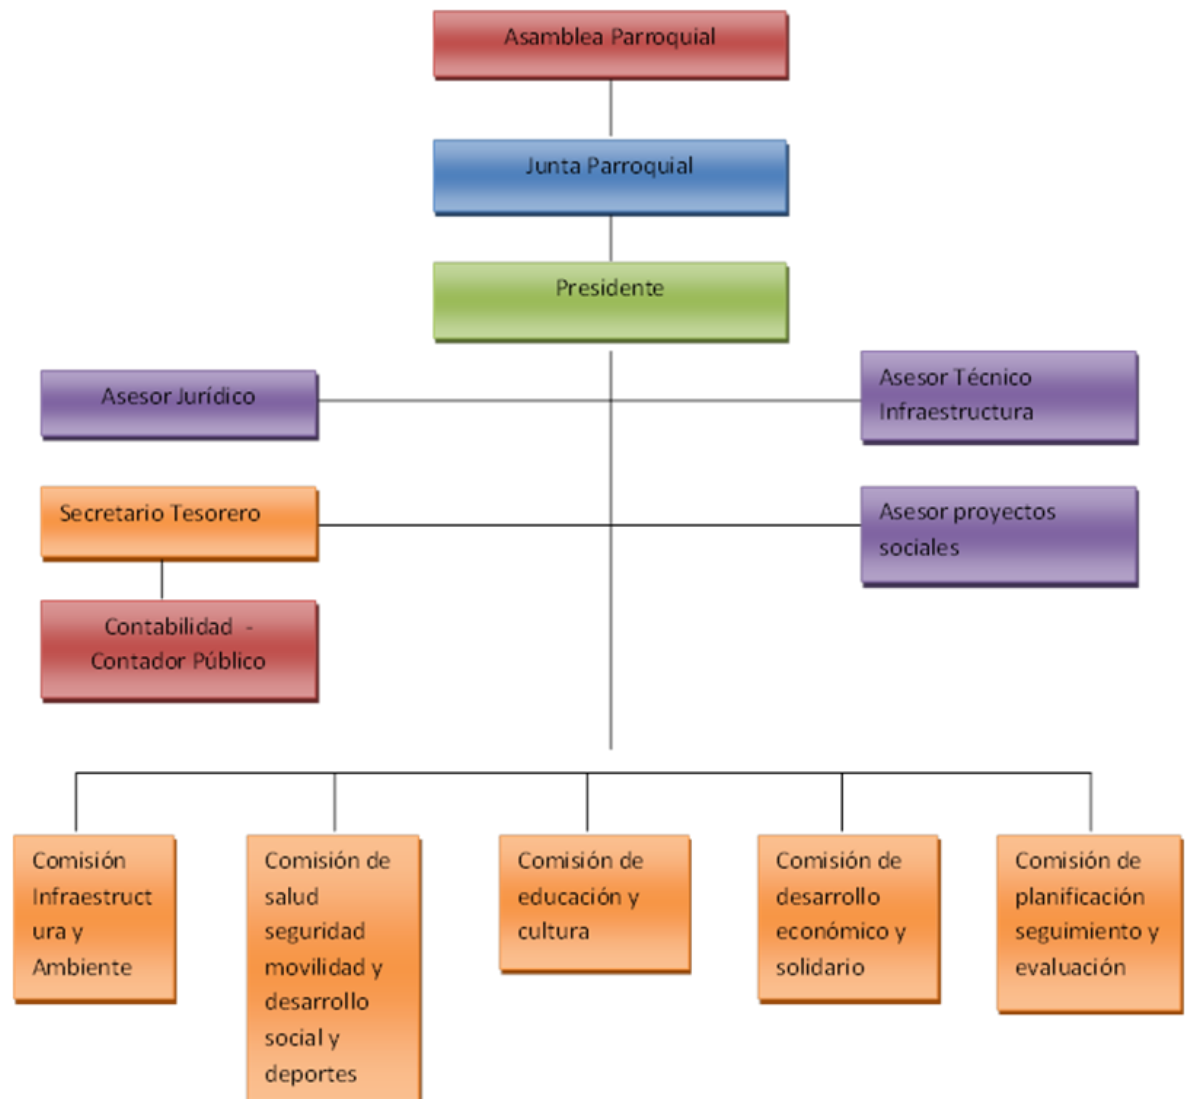 Asamblea Parroquial
Junta Parroquial
Presidente
Asesor Jurídico
Asesor Técnico
Infraestructura
Secretario Tesorero
Asesor proyectos
sociales
Contabilidad -
Contador Público
Comisión
Infraestruct
ura y
Ambiente
Comisión de
salud
seguridad
movilidad y
desarrollo
social y
deportes
Comisión de
educación y
cultura
Comisión de
desarrollo
económico y
solidario
Comisión de
planificación
seguimiento y
evaluación